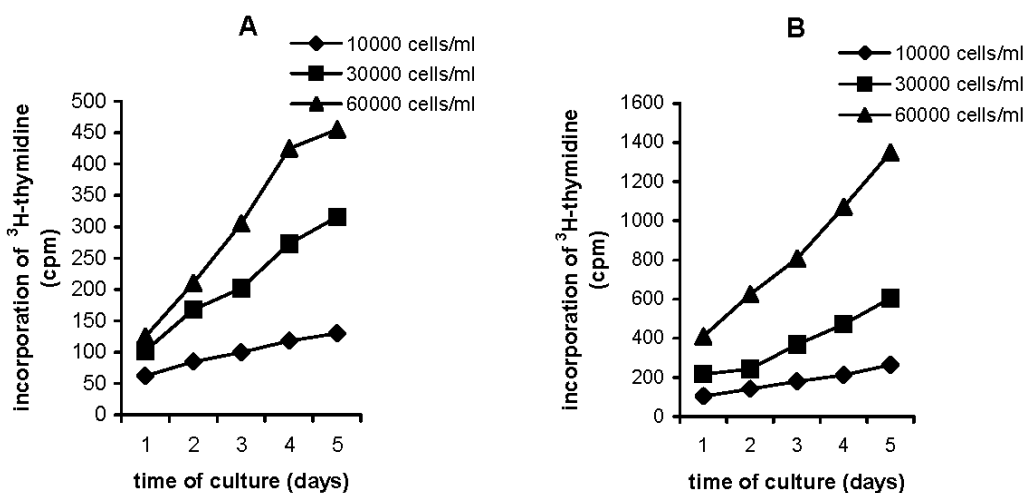 A
10000 cells/ml
30000 cells/ml
60000 cells/ml
500
450
400
350
300
250
200
150
100
50
0
incorporation of ³H-thymidine
(cpm)
1 2 3 4 5
time of culture (days)
B
10000 cells/ml
30000 cells/ml
60000 cells/ml
1600
1400
1200
1000
800
600
400
200
0
incorporation of ³H-thymidine
(cpm)
1 2 3 4 5
time of culture (days)